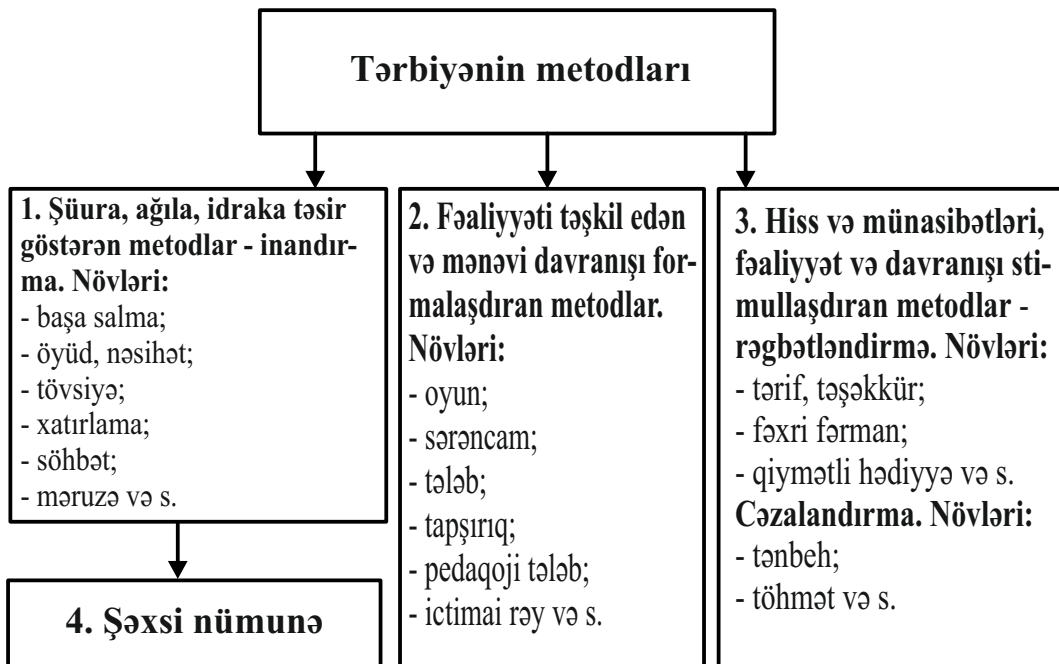 Tərbiyənin metodları
1. Şüura, ağıla, idraka təsir
göstərən metodlar - inandır-
ma. Növləri:
- başa salma;
- öyüd, nəsihət;
- tövsiyə;
- xatırlama;
- söhbət;
- məruzə və s.
4. Şəxsi nümunə
2. Fəaliyyəti təşkil edən
və mənəvi davranışı for-
malaşdıran metodlar.
Növləri:
- oyun;
- sərəncam;
- tələb;
- tapşırıq;
- pedaqoji tələb;
- ictimai rəy və s.
3. Hiss və münasibətləri,
fəaliyyət və davranışı sti-
mullaşdıran metodlar -
rəgbətləndirmə. Növləri:
- tərif, təşəkkür;
- fəxri fərman;
- qiymətli hədiyyə və s.
Cəzalandırma. Növləri:
- tənbeh;
- töhmət və s.